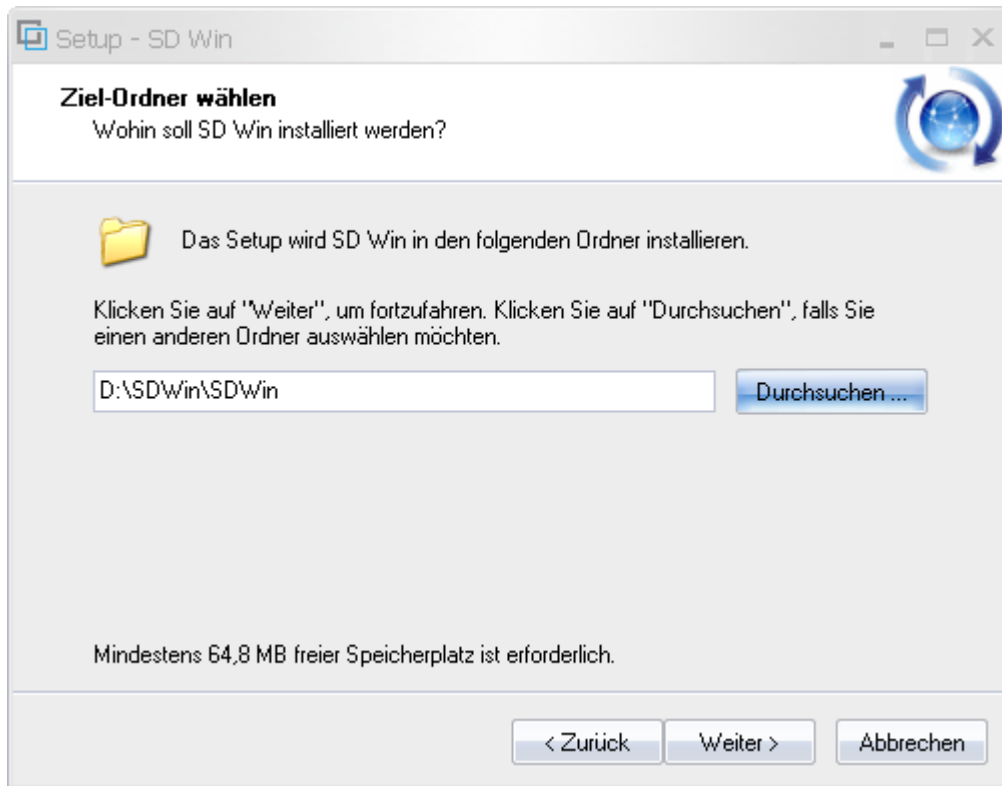 Setup - SD Win
Ziel-Ordner wählen
Wohin soll SD Win installiert werden?
Das Setup wird SD Win in den folgenden Ordner installieren.
Klicken Sie auf "Weiter", um fortzufahren. Klicken Sie auf "Durchsuchen", falls Sie
einen anderen Ordner auswählen möchten.
D:\SDWin\SDWin
Durchsuchen ...
Mindestens 64,8 MB freier Speicherplatz ist erforderlich.
< Zurück
Weiter >
Abbrechen